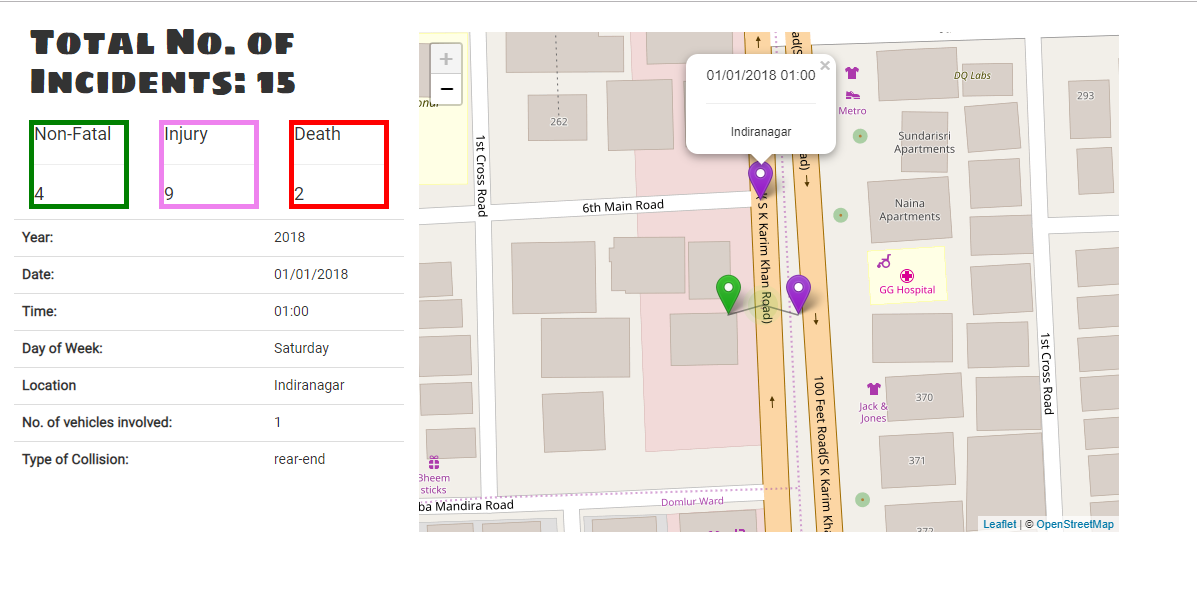 Total No. of
Incidents: 15
Non-Fatal
4
Injury
9
Death
2
Year: 2018
Date: 01/01/2018
Time: 01:00
Day of Week: Saturday
Location Indiranagar
No. of vehicles involved: 1
Type of Collision: rear-end
+
−
01/01/2018 01:00
×
Indiranagar
262
1st Cross Road
6th Main Road
S K Karim Khan Road)
100 Feet Road(S K Karim Kh
Metro
DQ Labs
293
Sundarisri
Apartments
Naina
Apartments
GG Hospital
1st Cross Road
Jack &
Jones
370
371
372
Bheem
sticks
ba Mandira Road
Domlur Ward
Leaflet | © OpenStreetMap